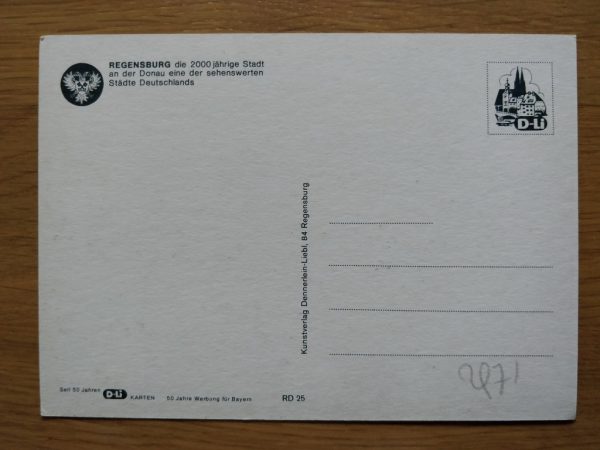 REGENSBURG die 2000jährige Stadt
an der Donau eine der sehenswerten
Städte Deutschlands
D-Li
Kunstverlag Dennerlein-Liebl, 84 Regensburg
Seit 50 Jahren D-Li KARTEN 50 Jahre Werbung für Bayern RD 25